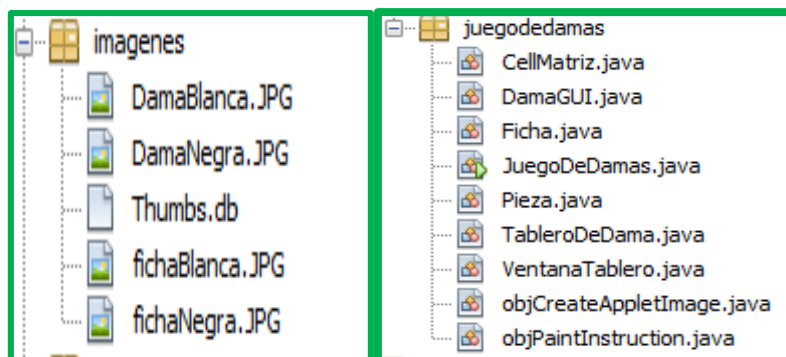 imagenes
DamaBlanca.JPG
DamaNegra.JPG
Thumbs.db
fichaBlanca.JPG
fichaNegra.JPG
juegodedamas
CellMatriz.java
DamaGUI.java
Ficha.java
JuegoDeDamas.java
Pieza.java
TableroDeDama.java
VentanaTablero.java
objCreateAppletImage.java
objPaintInstruction.java